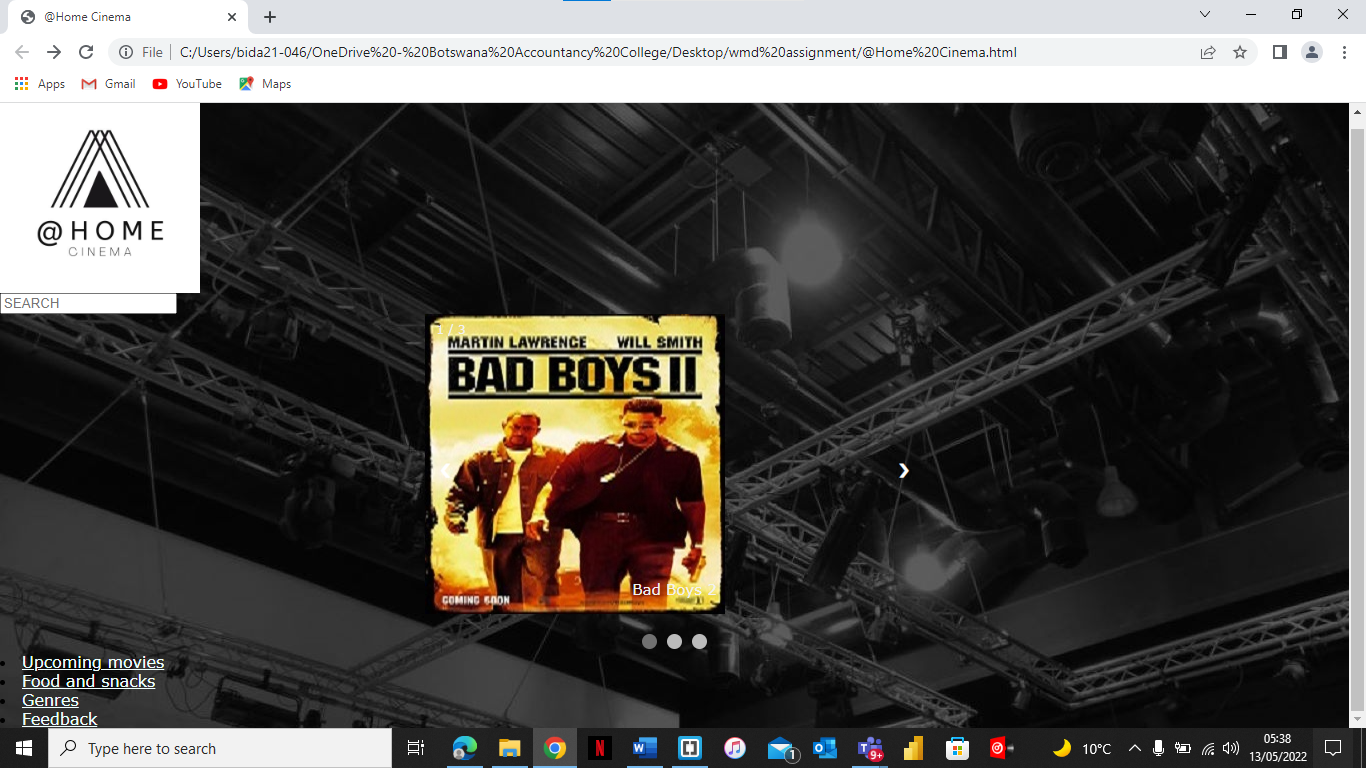 @Home Cinema
File
C:/Users/bida21-046/OneDrive%20-%20Botswana%20Accountancy%20College/Desktop/wmd%20assignment/@Home%20Cinema.html
Apps
Gmail
YouTube
Maps
@HOME
CINEMA
SEARCH
1 / 3
MARTIN LAWRENCE WILL SMITH
BAD BOYS II
Bad Boys 2
COMING SOON
Upcoming movies
Food and snacks
Genres
Feedback
Type here to search
1
9+
10°C
05:38
13/05/2022